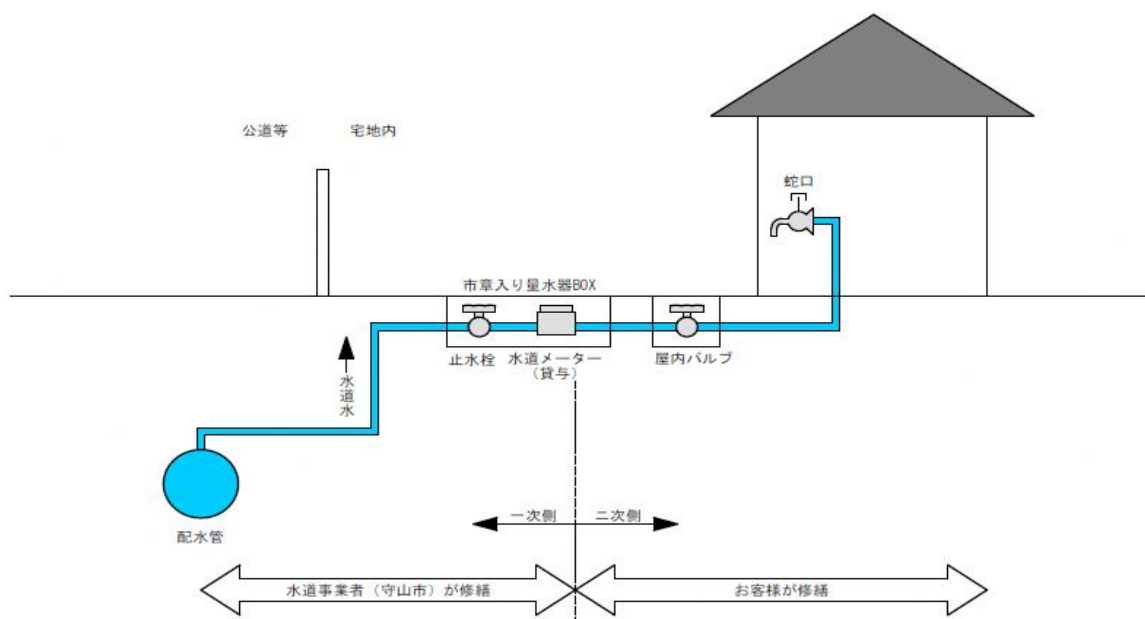 公道等
宅地内
蛇口
市章入り量水器BOX
止水栓
水道メーター
(貸与)
屋内バルブ
水道水
配水管
一次側
二次側
水道事業者(守山市)が修繕
お客様が修繕